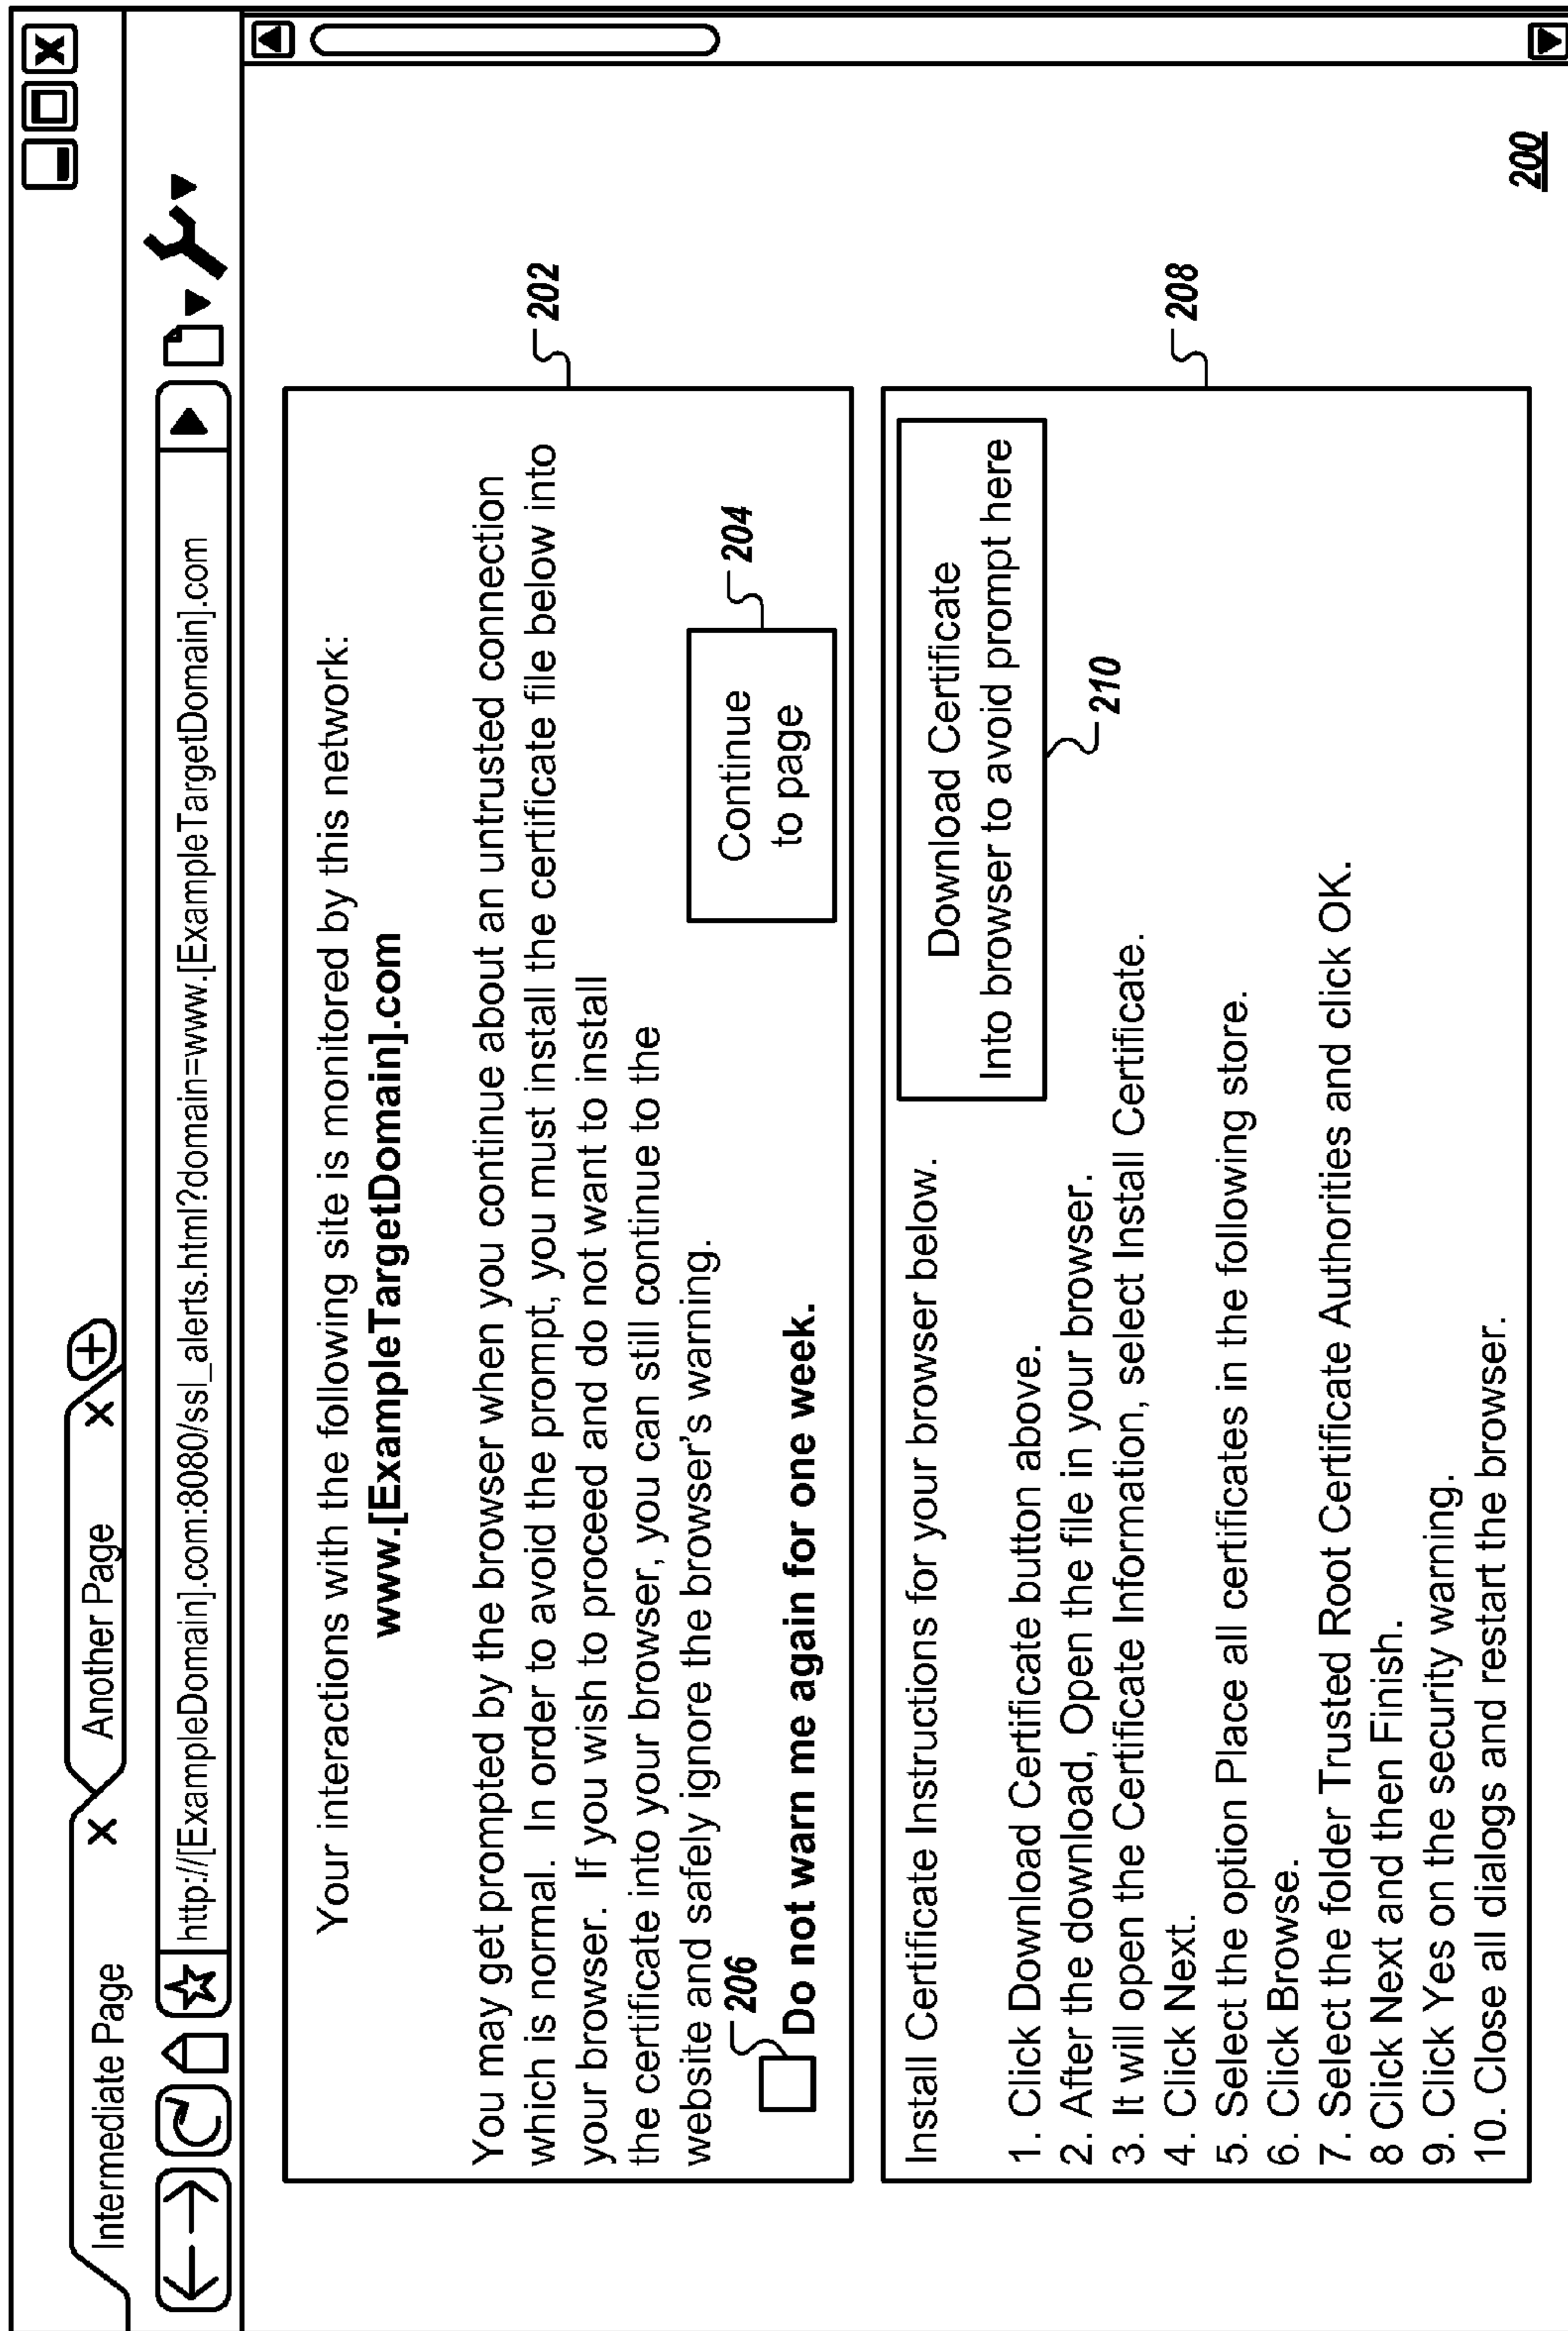 Intermediate Page X
Another Page X
http://[ExampleDomain].com:8080/ssl_alerts.html?domain=www.[ExampleTargetDomain].com
Your interactions with the following site is monitored by this network:
www.[ExampleTargetDomain].com
You may get prompted by the browser when you continue about an untrusted connection
which is normal. In order to avoid the prompt, you must install the certificate file below into
your browser. If you wish to proceed and do not want to install
the certificate into your browser, you can still continue to the
website and safely ignore the browser's warning.
206
Do not warn me again for one week.
Continue
to page
204
202
Install Certificate Instructions for your browser below.
Download Certificate
Into browser to avoid prompt here
210
1. Click Download Certificate button above.
2. After the download, Open the file in your browser.
3. It will open the Certificate Information, select Install Certificate.
4. Click Next.
5. Select the option Place all certificates in the following store.
6. Click Browse.
7. Select the folder Trusted Root Certificate Authorities and click OK.
8 Click Next and then Finish.
9. Click Yes on the security warning.
10. Close all dialogs and restart the browser.
208
200